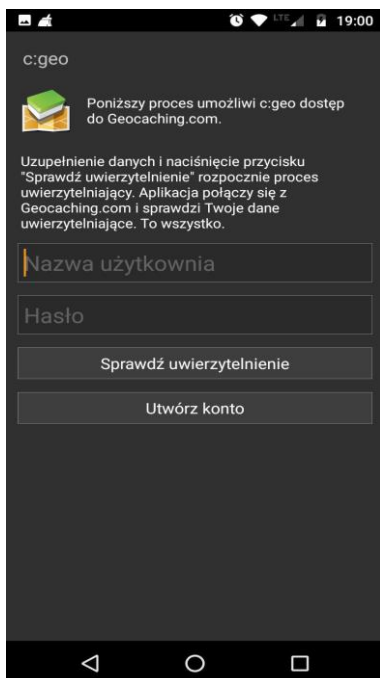 LTE 19:00
c:geo
Poniższy proces umożliwi c:geo dostęp
do Geocaching.com.
Uzupełnienie danych i naciśnięcie przycisku
"Sprawdź uwierzytelnienie" rozpocznie proces
uwierzytelniający. Aplikacja połączy się z
Geocaching.com i sprawdzi Twoje dane
uwierzytelniające. To wszystko.
Nazwa użytkownia
Hasło
Sprawdź uwierzytelnienie
Utwórz konto